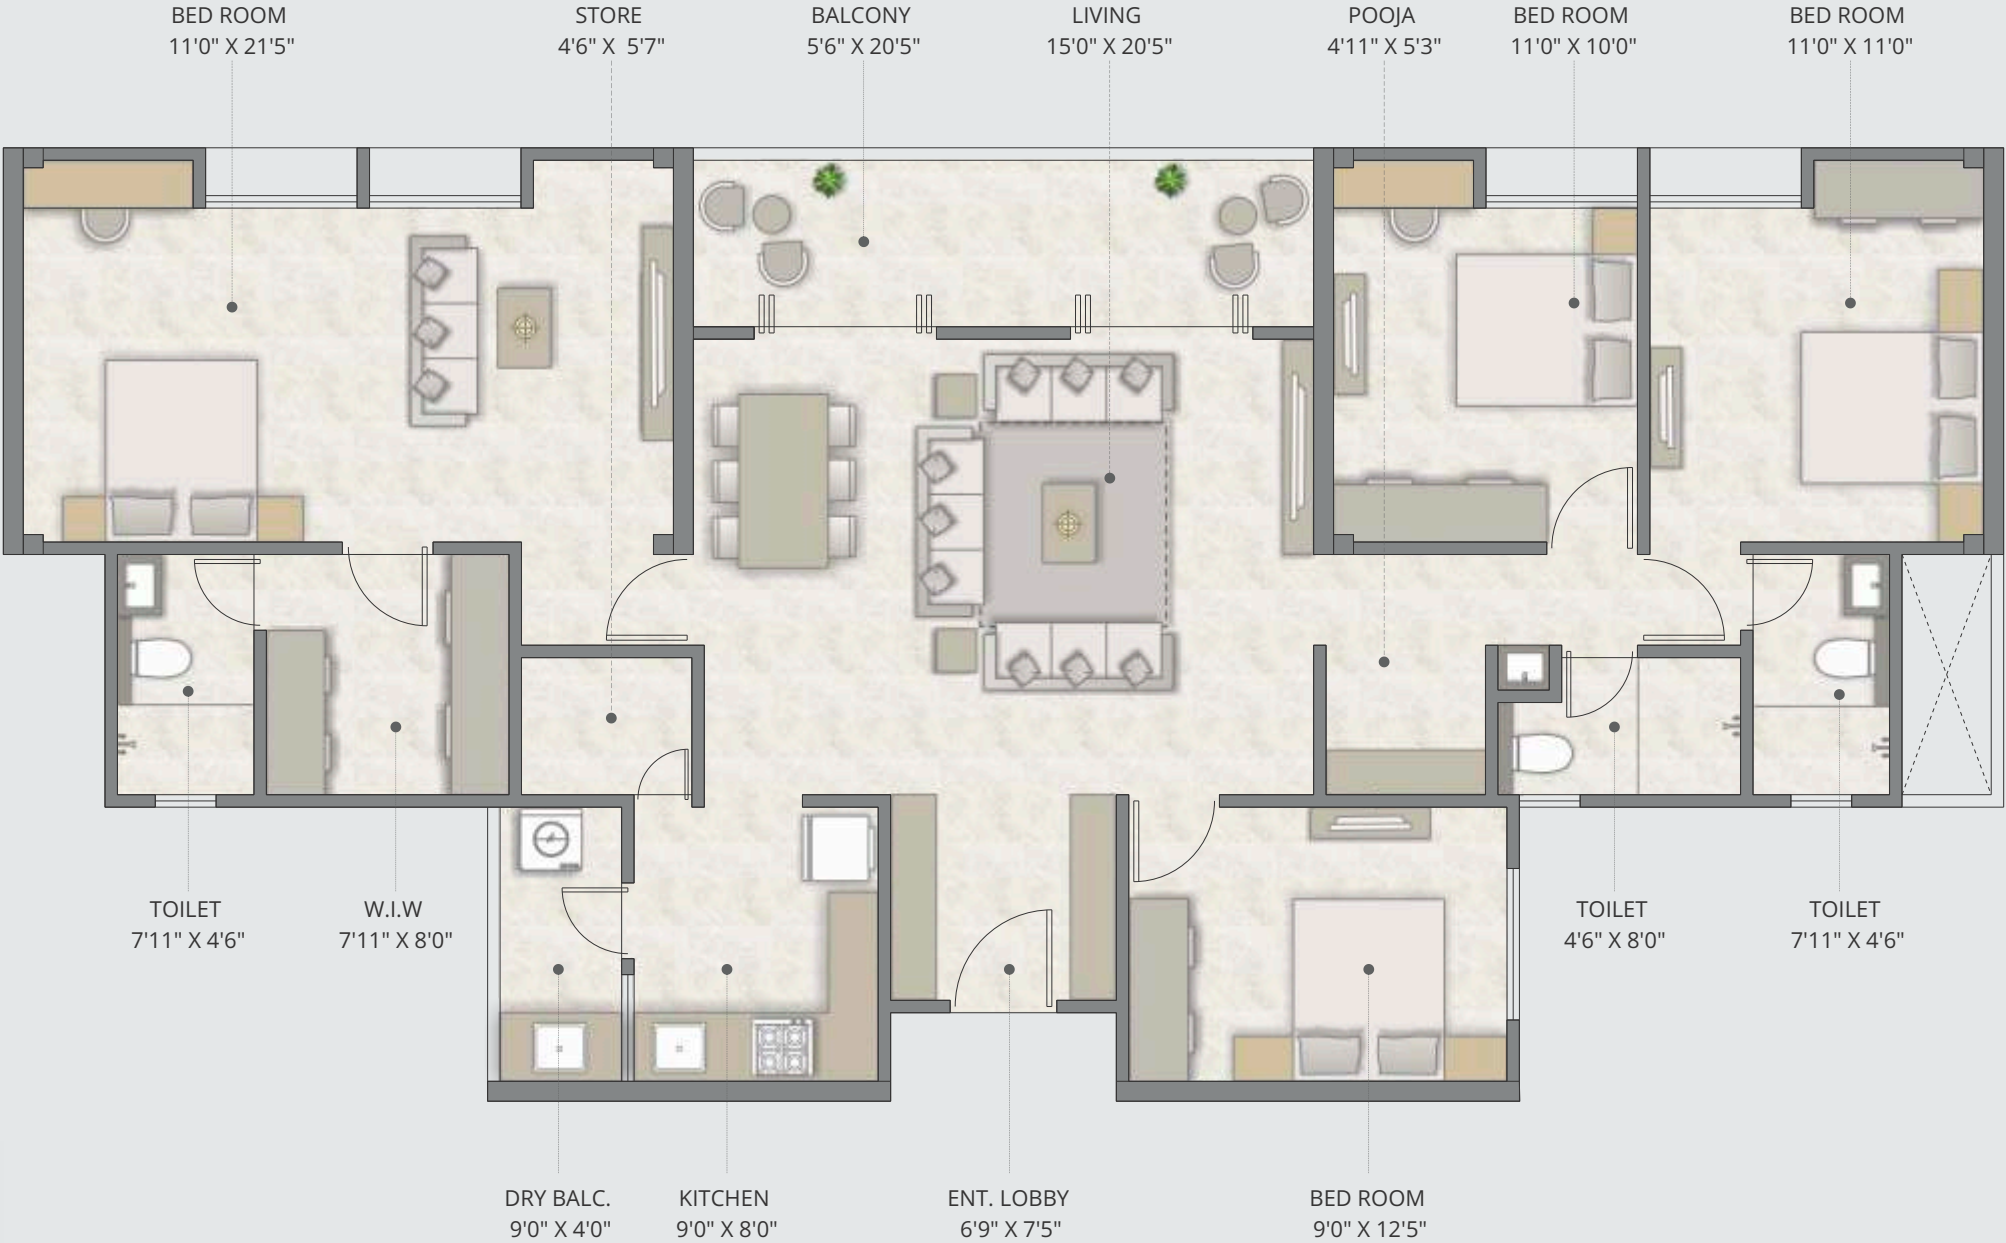 BED ROOM
11'0" X 21'5"
STORE
4'6" X 5'7"
BALCONY
5'6" X 20'5"
LIVING
15'0" X 20'5"
POOJA
4'11" X 5'3"
BED ROOM
11'0" X 10'0"
BED ROOM
11'0" X 11'0"
TOILET
7'11" X 4'6"
W.I.W
7'11" X 8'0"
TOILET
4'6" X 8'0"
TOILET
7'11" X 4'6"
DRY BALC.
9'0" X 4'0"
KITCHEN
9'0" X 8'0"
ENT. LOBBY
6'9" X 7'5"
BED ROOM
9'0" X 12'5"